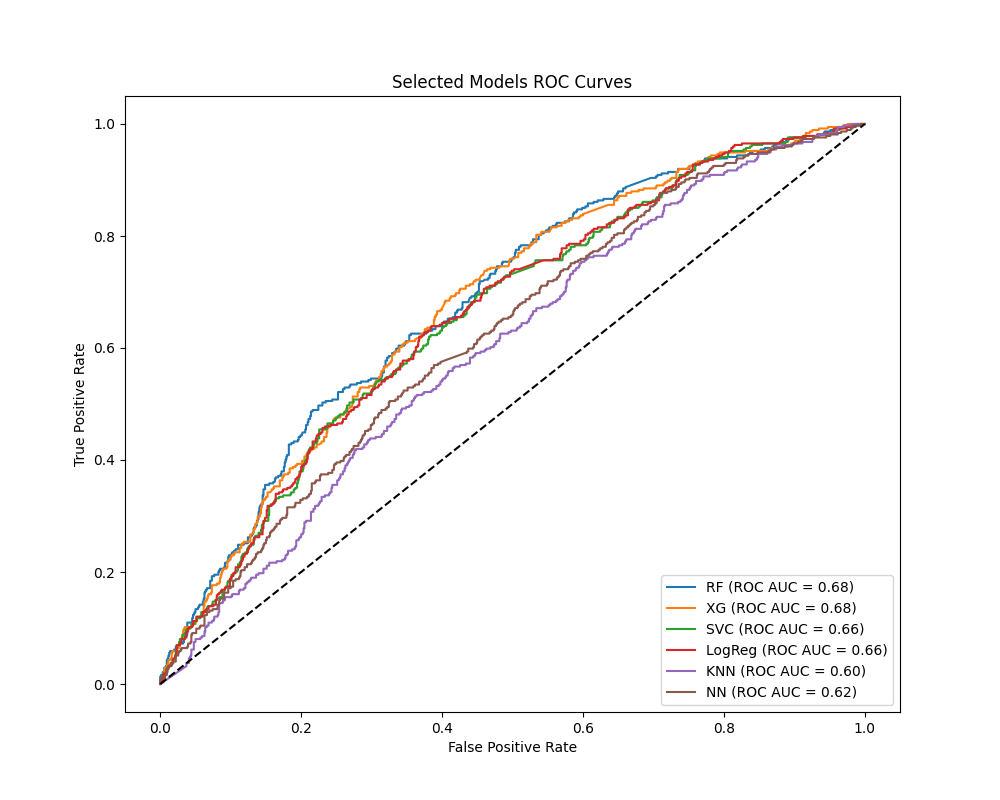 Selected Models ROC Curves
True Positive Rate
1.0
0.8
0.6
0.4
0.2
0.0
RF (ROC AUC = 0.68)
XG (ROC AUC = 0.68)
SVC (ROC AUC = 0.66)
LogReg (ROC AUC = 0.66)
KNN (ROC AUC = 0.60)
NN (ROC AUC = 0.62)
0.0 0.2 0.4 0.6 0.8 1.0
False Positive Rate